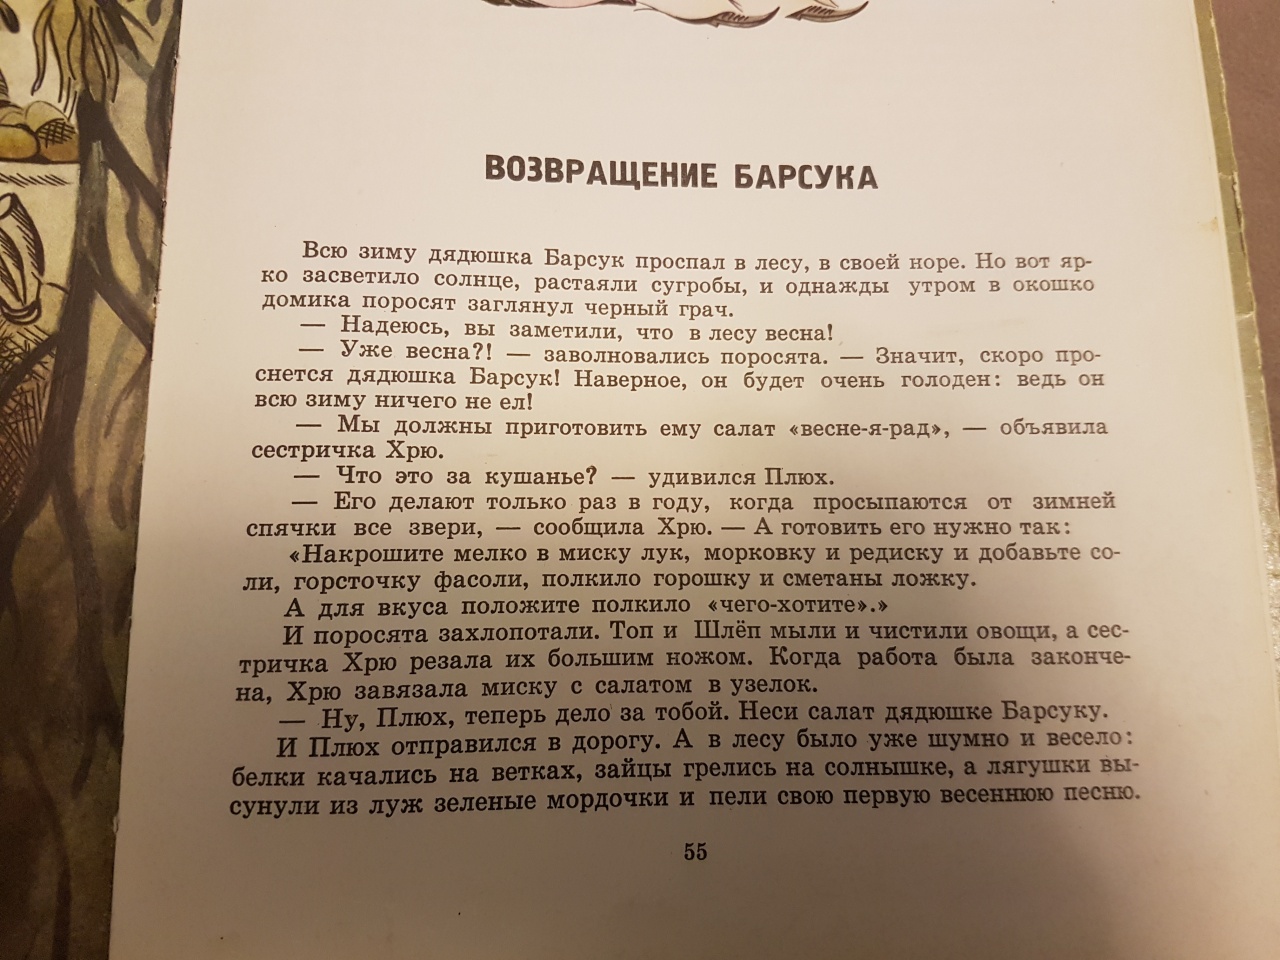 ВОЗВРАЩЕНИЕ БАРСУКА
Всю зиму дядюшка Барсук проспал в лесу, в своей норе. Но вот яр-
ко засветило солнце, растаяли сугробы, и однажды утром в окошко
домика поросят заглянул черный грач.
— Надеюсь, вы заметили, что в лесу весна!
— Уже весна?! — заволновались поросята. — Значит, скоро про-
снется дядюшка Барсук! Наверное, он будет очень голоден: ведь он
всю зиму ничего не ел!
— Мы должны приготовить ему салат «весне-я-рад», — объявила
сестричка Хрю.
— Что это за кушанье? — удивился Плюх.
— Его делают только раз в году, когда просыпаются от зимней
спячки все звери, — сообщила Хрю. — А готовить его нужно так:
«Накрошите мелко в миску лук, морковку и редиску и добавьте со-
ли, горсточку фасоли, полкило горошку и сметаны ложку.
А для вкуса положите полкило «чего-хотите».»
И поросята захлопотали. Топ и Шлёп мыли и чистили овощи, а сес-
тричка Хрю резала их большим ножом. Когда работа была законче-
на, Хрю завязала миску с салатом в узелок.
— Ну, Плюх, теперь дело за тобой. Неси салат дядюшке Барсуку.
И Плюх отправился в дорогу. А в лесу было уже шумно и весело:
белки качались на ветках, зайцы грелись на солнышке, а лягушки вы-
сунули из луж зеленые мордочки и пели свою первую весеннюю песню.
55